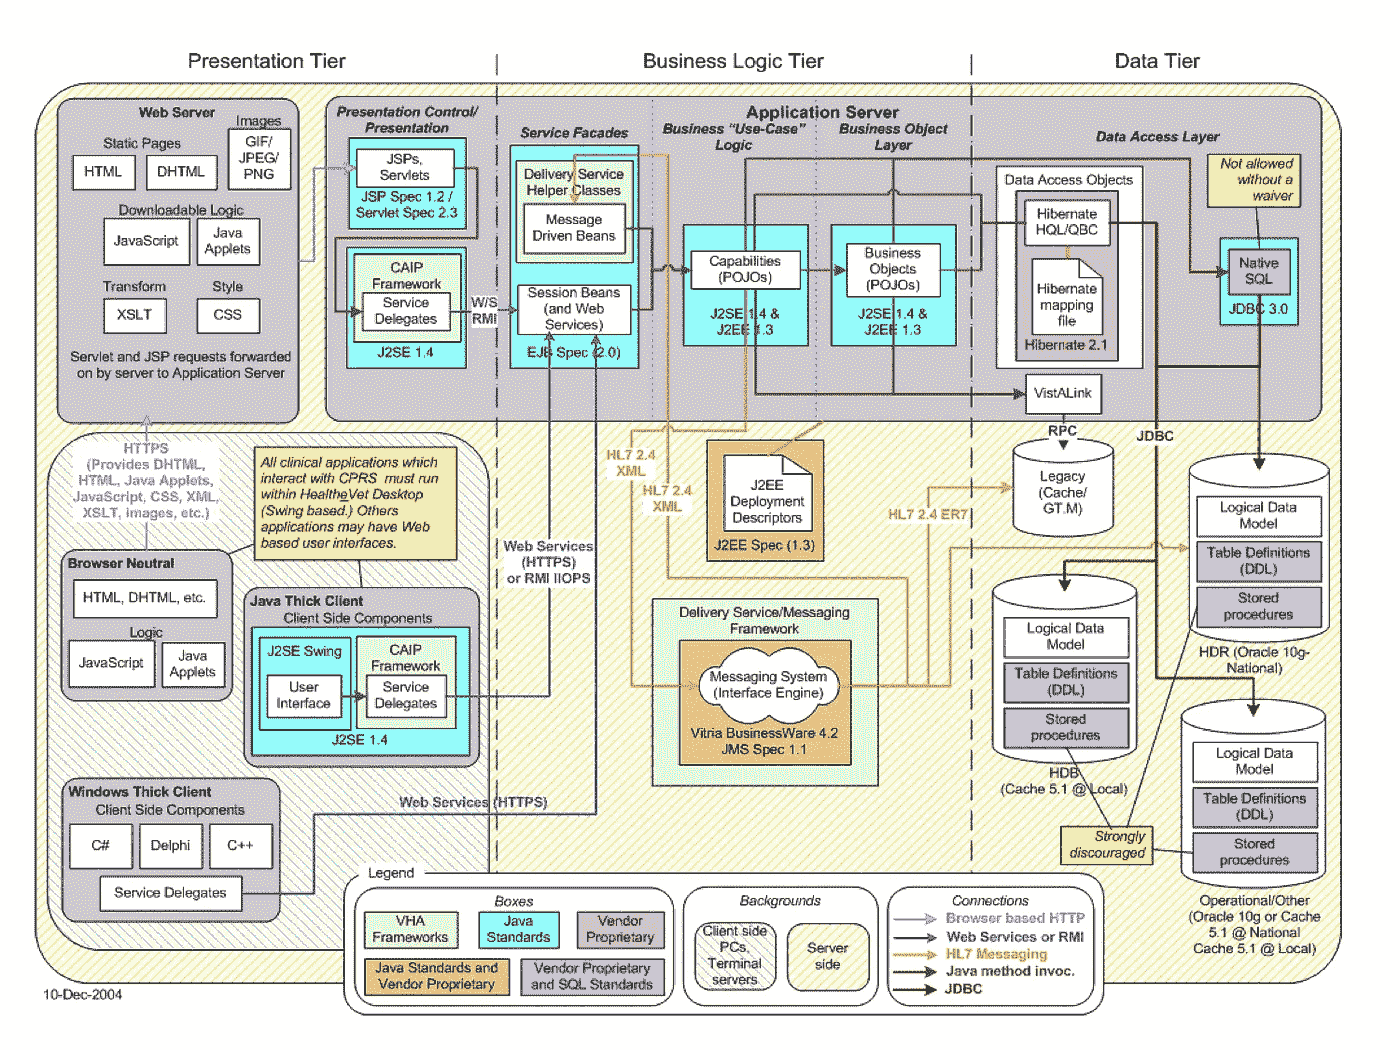 Presentation Tier
Business Logic Tier
Data Tier
Web Server
Static Pages
Images
HTML
DHTML
GIF/
JPEG/
PNG
Downloadable Logic
JavaScript
Java
Applets
Transform
Style
XSLT
CSS
Servlet and JSP requests forwarded
on by server to Application Server
Application Server
Presentation Control/
Presentation
JSPs,
Servlets
JSP Spec 1.2 /
Servlet Spec 2.3
CAIP
Framework
Service
Delegates
J2SE 1.4
W/S
RMI
Service Facades
Delivery Service
Helper Classes
Message
Driven Beans
Session Beans
(and Web
Services)
EJB Spec (2.0)
Business "Use-Case"
Logic
Capabilities
(POJOs)
J2SE 1.4 &
J2EE 1.3
Business Object
Layer
Business
Objects
(POJOs)
J2SE 1.4 &
J2EE 1.3
Data Access Layer
Data Access Objects
Hibernate
HQL/QBC
Hibernate
mapping
file
Hibernate 2.1
Not allowed
without a
waiver
Native
SQL
JDBC 3.0
VistALink
RPC
JDBC
HTTPS
(Provides DHTML,
HTML, Java Applets,
JavaScript, CSS, XML,
XSLT, images, etc.)
All clinical applications which
interact with CPRS must run
within HealtheVet Desktop
(Swing based.) Others
applications may have Web
based user interfaces.
Browser Neutral
HTML, DHTML, etc.
Logic
JavaScript
Java
Applets
Java Thick Client
Client Side Components
J2SE Swing
User
Interface
CAIP
Framework
Service
Delegates
J2SE 1.4
Windows Thick Client
Client Side Components
C#
Delphi
C++
Service Delegates
Web Services
(HTTPS)
or RMI IIOPS
Web Services (HTTPS)
HL7 2.4
XML
HL7 2.4
XML
J2EE
Deployment
Descriptors
J2EE Spec (1.3)
HL7 2.4 ER7
Delivery Service/Messaging
Framework
Messaging System
(Interface Engine)
Vitria BusinessWare 4.2
JMS Spec 1.1
Legacy
(Cache/
GT.M)
Logical Data
Model
Table Definitions
(DDL)
Stored
procedures
HDR (Oracle 10g-
National)
Logical Data
Model
Table Definitions
(DDL)
Stored
procedures
HDB
(Cache 5.1 @ Local)
Logical Data
Model
Table Definitions
(DDL)
Stored
procedures
Operational/Other
(Oracle 10g or Cache
5.1 @ National
Cache 5.1 @ Local)
Strongly
discouraged
Legend
Boxes
VHA
Frameworks
Java
Standards
Vendor
Proprietary
Java Standards and
Vendor Proprietary
Vendor Proprietary
and SQL Standards
Backgrounds
Client side
PCs,
Terminal
servers
Server
side
Connections
Browser based HTTP
Web Services or RMI
HL7 Messaging
Java method invoc.
JDBC
10-Dec-2004